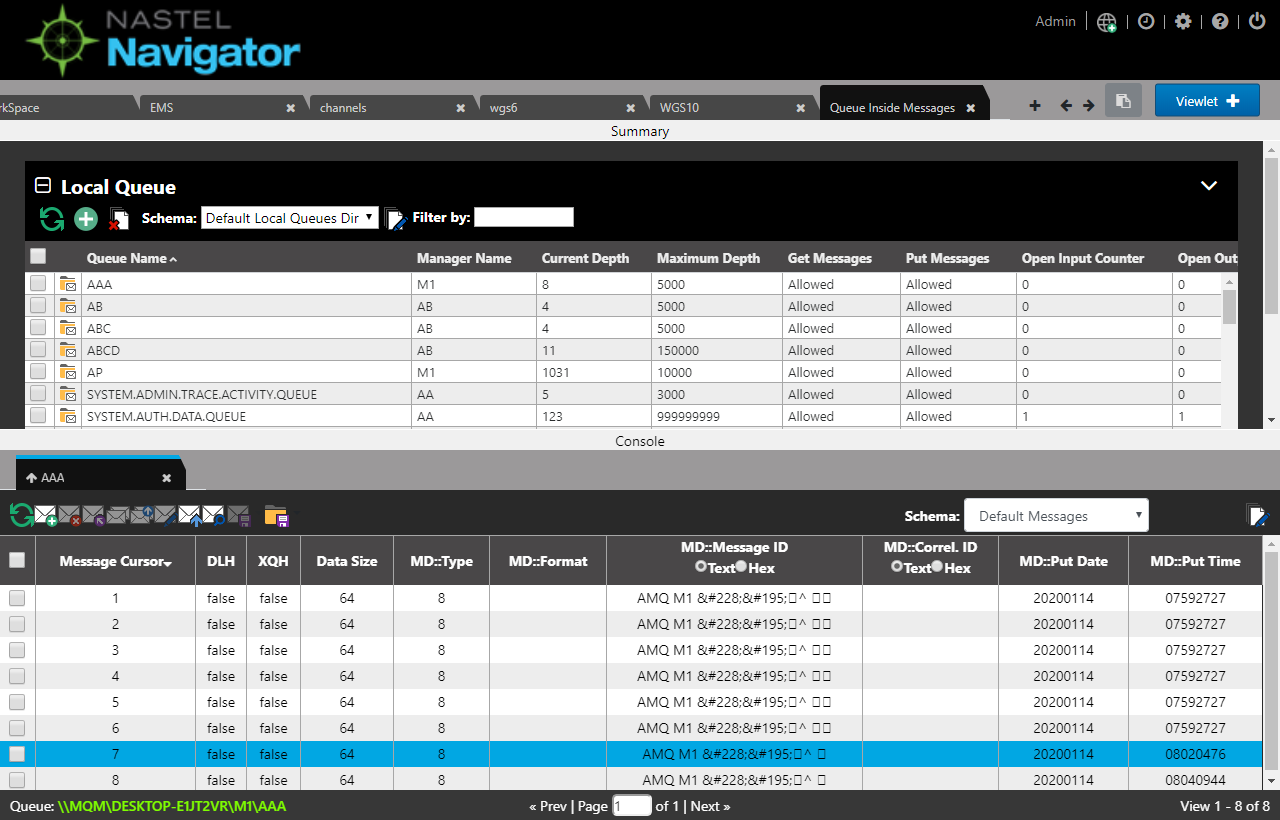 NASTEL
Navigator
Admin
rkSpace EMS channels wgs6 WGS10 Queue Inside Messages Viewlet
Summary
Local Queue
Schema: Default Local Queues Dir Filter by:
Queue Name Manager Name Current Depth Maximum Depth Get Messages Put Messages Open Input Counter Open Out
AAA M1 8 5000 Allowed Allowed 0 0
AB AB 4 5000 Allowed Allowed 0 0
ABC AB 4 5000 Allowed Allowed 0 0
ABCD AB 11 150000 Allowed Allowed 0 0
AP M1 1031 10000 Allowed Allowed 0 0
SYSTEM.ADMIN.TRACE.ACTIVITY.QUEUE AA 5 3000 Allowed Allowed 0 0
SYSTEM.AUTH.DATA.QUEUE AA 123 999999999 Allowed Allowed 1 1
Console
AAA
Schema: Default Messages
Message Cursor DLH XQH Data Size MD::Type MD::Format MD::Message ID Text Hex MD::Correl. ID Text Hex MD::Put Date MD::Put Time
1 false false 64 8 AMQ M1 &#228;&#195;▯^ ▯▯ 20200114 07592727
2 false false 64 8 AMQ M1 &#228;&#195;▯^ ▯▯ 20200114 07592727
3 false false 64 8 AMQ M1 &#228;&#195;▯^ ▯▯ 20200114 07592727
4 false false 64 8 AMQ M1 &#228;&#195;▯^ ▯▯ 20200114 07592727
5 false false 64 8 AMQ M1 &#228;&#195;▯^ ▯▯ 20200114 07592727
6 false false 64 8 AMQ M1 &#228;&#195;▯^ ▯▯ 20200114 07592727
7 false false 64 8 AMQ M1 &#228;&#195;▯^ ▯ 20200114 08020476
8 false false 64 8 AMQ M1 &#228;&#195;▯^ ▯ 20200114 08040944
Queue: \\MQM\DESKTOP-E1JT2VR\M1\AAA « Prev | Page 1 of 1 | Next » View 1 - 8 of 8